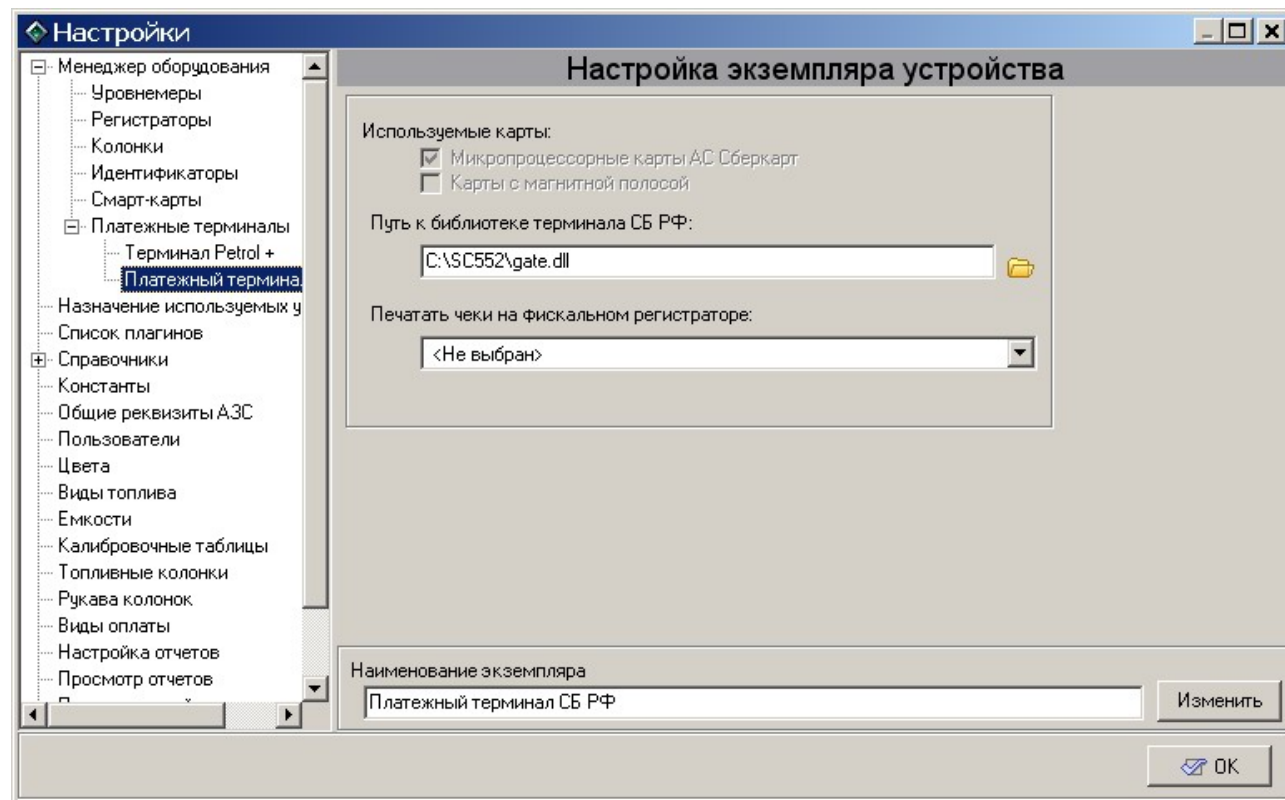 Настройки
Менеджер оборудования
Уровнемеры
Регистраторы
Колонки
Идентификаторы
Смарт-карты
Платежные терминалы
Терминал Petrol +
Платежный термина
Назначение используемых у
Список плагинов
Справочники
Константы
Общие реквизиты АЗС
Пользователи
Цвета
Виды топлива
Емкости
Калибровочные таблицы
Топливные колонки
Рукава колонок
Виды оплаты
Настройка отчетов
Просмотр отчетов
Настройка экземпляра устройства
Используемые карты:
Микропроцессорные карты АС Сберкарт
Карты с магнитной полосой
Путь к библиотеке терминала СБ РФ:
C:\SC552\gate.dll
Печатать чеки на фискальном регистраторе:
<Не выбран>
Наименование экземпляра
Платежный терминал СБ РФ
Изменить
OK